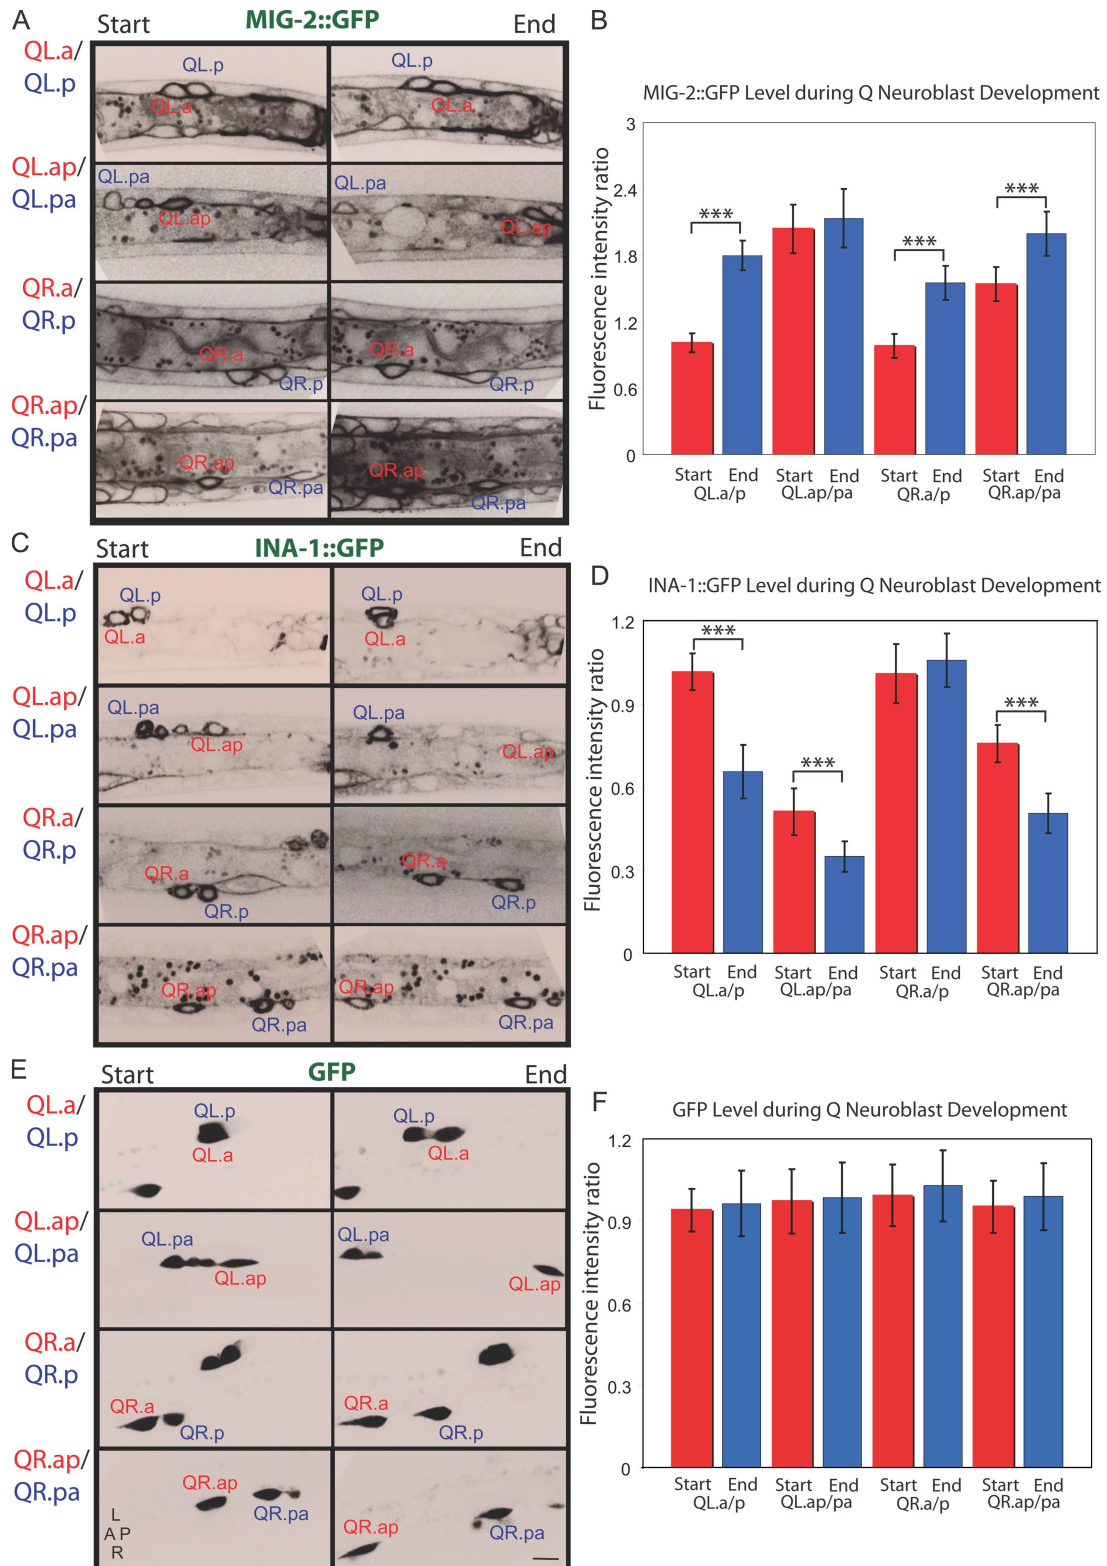 A
Start
MIG-2::GFP
End
QL.a/
QL.p
QL.p
QL.a
QL.p
QL.a
QL.ap/
QL.pa
QL.pa
QL.ap
QL.pa
QL.ap
QR.a/
QR.p
QR.a
QR.p
QR.a
QR.p
QR.ap/
QR.pa
QR.ap
QR.pa
QR.ap
QR.pa
B
MIG-2::GFP Level during Q Neuroblast Development
Fluorescence intensity ratio
3
2.4
1.8
1.2
0.6
0
***
***
***
Start End Start End Start End Start End
QL.a/p QL.ap/pa QR.a/p QR.ap/pa
C
Start
INA-1::GFP
End
QL.a/
QL.p
QL.p
QL.a
QL.p
QL.a
QL.ap/
QL.pa
QL.pa
QL.ap
QL.pa
QL.ap
QR.a/
QR.p
QR.a
QR.p
QR.a
QR.p
QR.ap/
QR.pa
QR.ap
QR.pa
QR.ap
QR.pa
D
INA-1::GFP Level during Q Neuroblast Development
Fluorescence intensity ratio
1.2
0.9
0.6
0.3
0
***
***
***
Start End Start End Start End Start End
QL.a/p QL.ap/pa QR.a/p QR.ap/pa
E
Start
GFP
End
QL.a/
QL.p
QL.p
QL.a
QL.p
QL.a
QL.ap/
QL.pa
QL.pa
QL.ap
QL.pa
QL.ap
QR.a/
QR.p
QR.a
QR.p
QR.a
QR.p
QR.ap/
QR.pa
QR.ap
QR.pa
QR.ap
QR.pa
L
A P
R
F
GFP Level during Q Neuroblast Development
Fluorescence intensity ratio
1.2
0.9
0.6
0.3
0
Start End Start End Start End Start End
QL.a/p QL.ap/pa QR.a/p QR.ap/pa